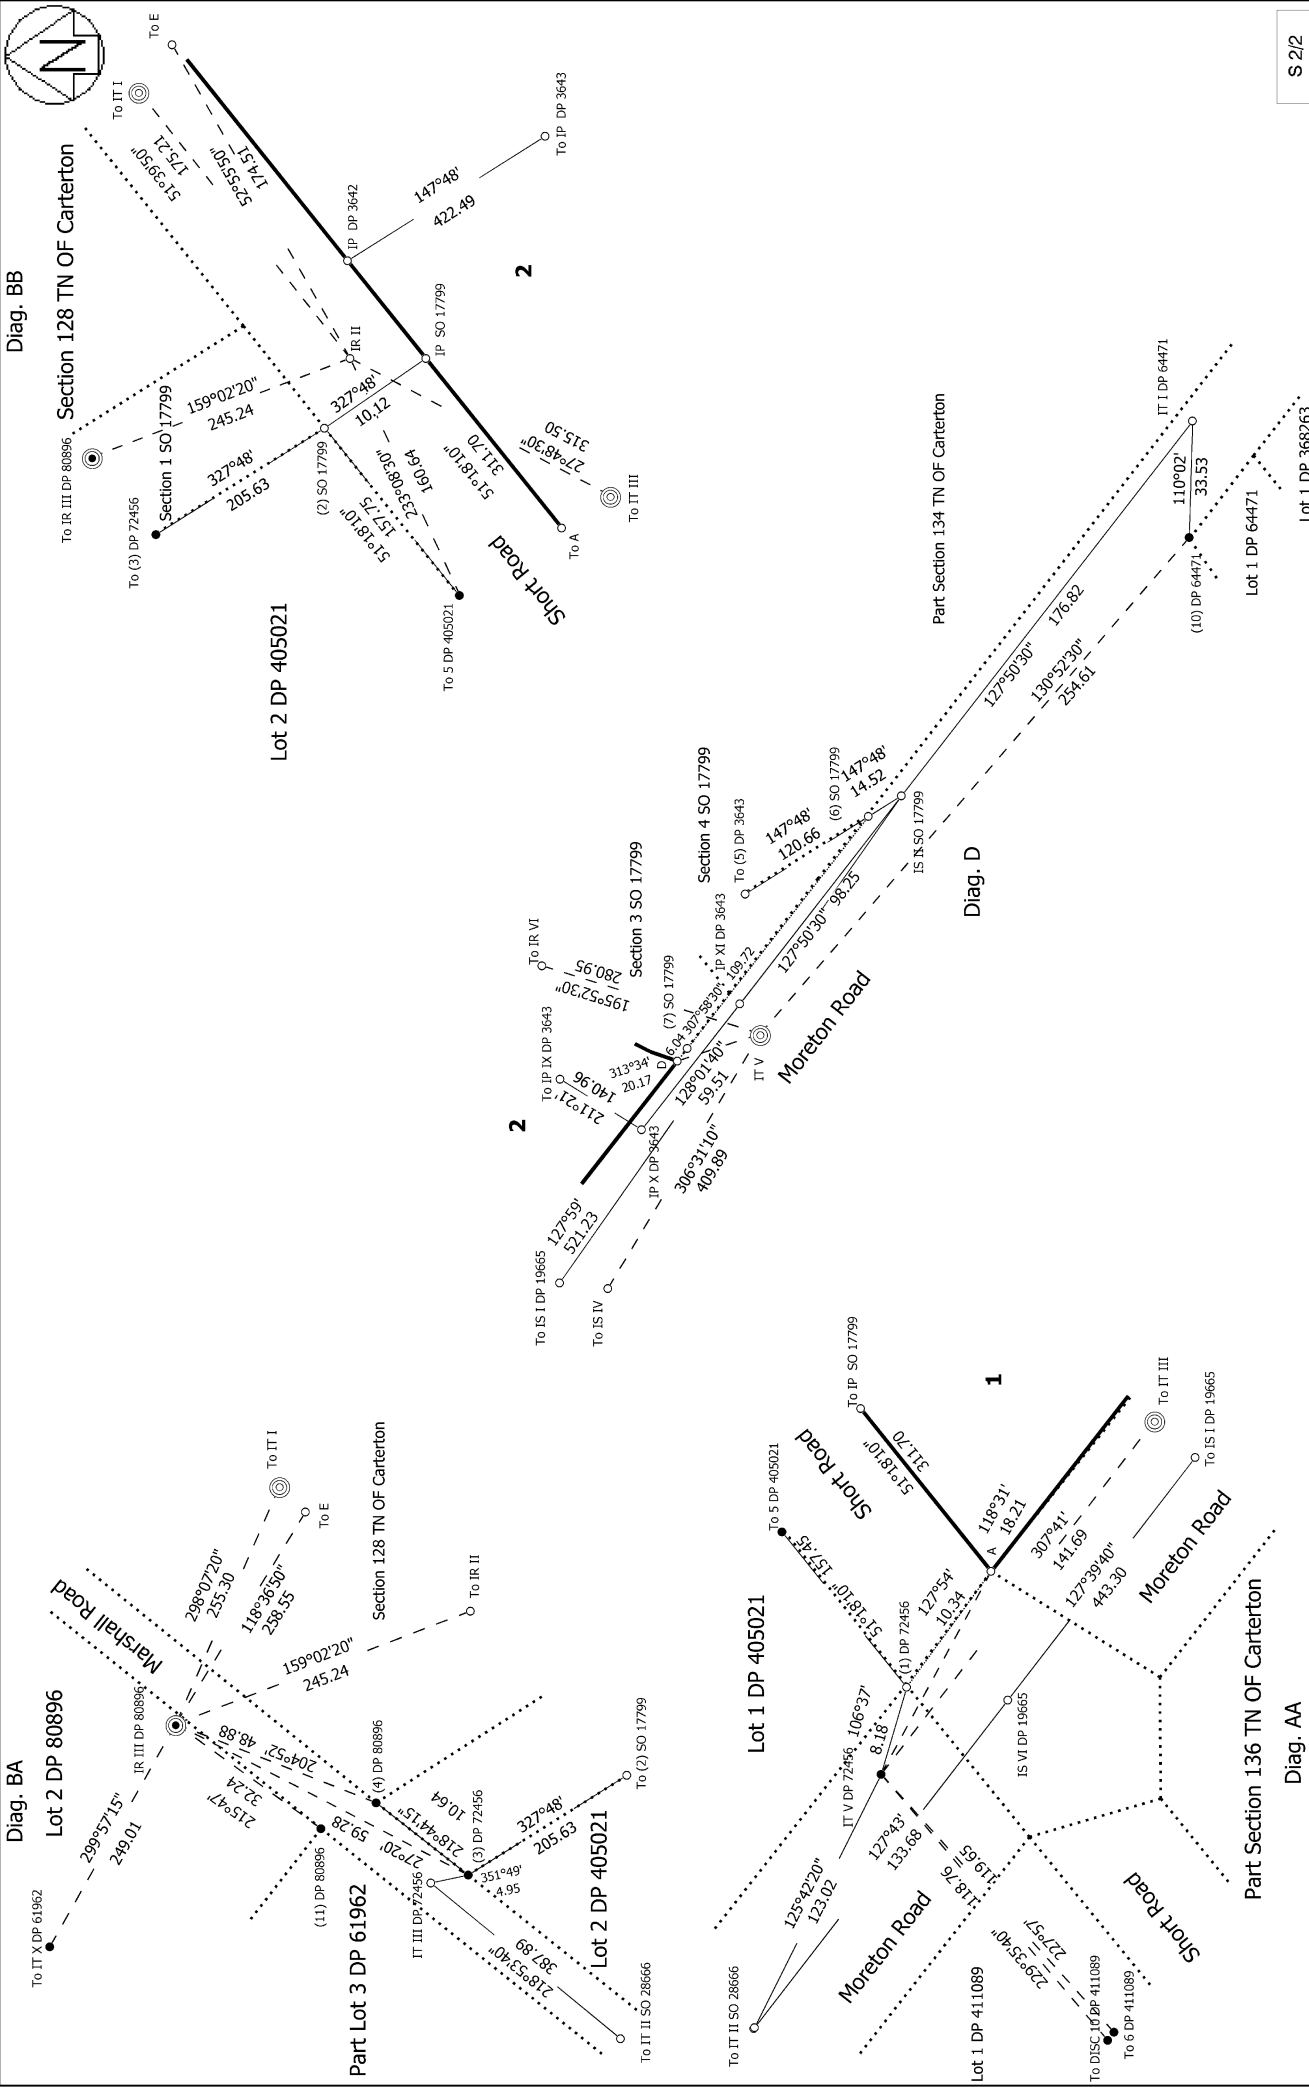 Diag. BA
Lot 2 DP 80896
Marshall Road
To IT X DP 61962
299°57'15"
249.01
IR III DP 80896
298°07'20"
255.30
To IT I
118°36'50"
258.55
To E
Section 128 TN OF Carterton
159°02'20"
245.24
To IR II
204°52'
48.88
215°47'
32.24
27°20'
59.28
(11) DP 80896
(4) DP 80896
218°44'15"
10.64
(3) DP 72456
Part Lot 3 DP 61962
IT III DP 72456
351°49'
4.95
327°48'
205.63
To (2) SO 17799
218°53'40"
387.89
Lot 2 DP 405021
To IT II SO 28666
Diag. BB
Section 128 TN OF Carterton
N
To E
To IT I
51°39'50"
175.21
52°55'50"
174.51
To IR III DP 80896
159°02'20"
245.24
Section 1 SO 17799
To (3) DP 72456
327°48'
205.63
(2) SO 17799
327°48'
10.12
IR II
IP DP 3642
147°48'
422.49
To IP DP 3643
IP SO 17799
2
51°18'10"
157.75
233°08'30"
160.64
51°18'10"
311.70
27°48'30"
315.50
To IT III
To A
Short Road
To 5 DP 405021
Lot 2 DP 405021
2
To IS I DP 19665
127°59'
521.23
To IS IV
306°31'10"
409.89
To IP IX DP 3643
211°21'
140.96
IP X DP 3643
313°34'
20.17
D
6.04
307°58'30"
109.72
128°01'40"
59.51
To IR VI
195°52'30"
280.95
Section 3 SO 17799
(7) SO 17799
IP XI DP 3643
IT V
Moreton Road
Section 4 SO 17799
To (5) DP 3643
147°48'
120.66
(6) SO 17799
147°48'
14.52
127°50'30"
98.25
IS II SO 17799
Diag. D
Part Section 134 TN OF Carterton
127°50'30"
176.82
130°52'30"
254.61
IT I DP 64471
110°02'
33.53
(10) DP 64471
Lot 1 DP 64471
Lot 1 DP 368263
Lot 1 DP 405021
To 5 DP 405021
51°18'10"
157.45
Short Road
To IP SO 17799
51°18'10"
311.70
1
(1) DP 72456
127°54'
10.34
A
118°31'
18.21
307°41'
141.69
To IT III
127°39'40"
443.30
To IS I DP 19665
Moreton Road
IT V DP 72456
106°37'
8.18
IS VI DP 19665
127°43'
133.68
125°42'20"
123.02
To IT II SO 28666
Moreton Road
119.65
118.76
229°35'40"
227°57'
Short Road
Lot 1 DP 411089
To DISC 10 DP 411089
To 6 DP 411089
Part Section 136 TN OF Carterton
Diag. AA
S 2/2